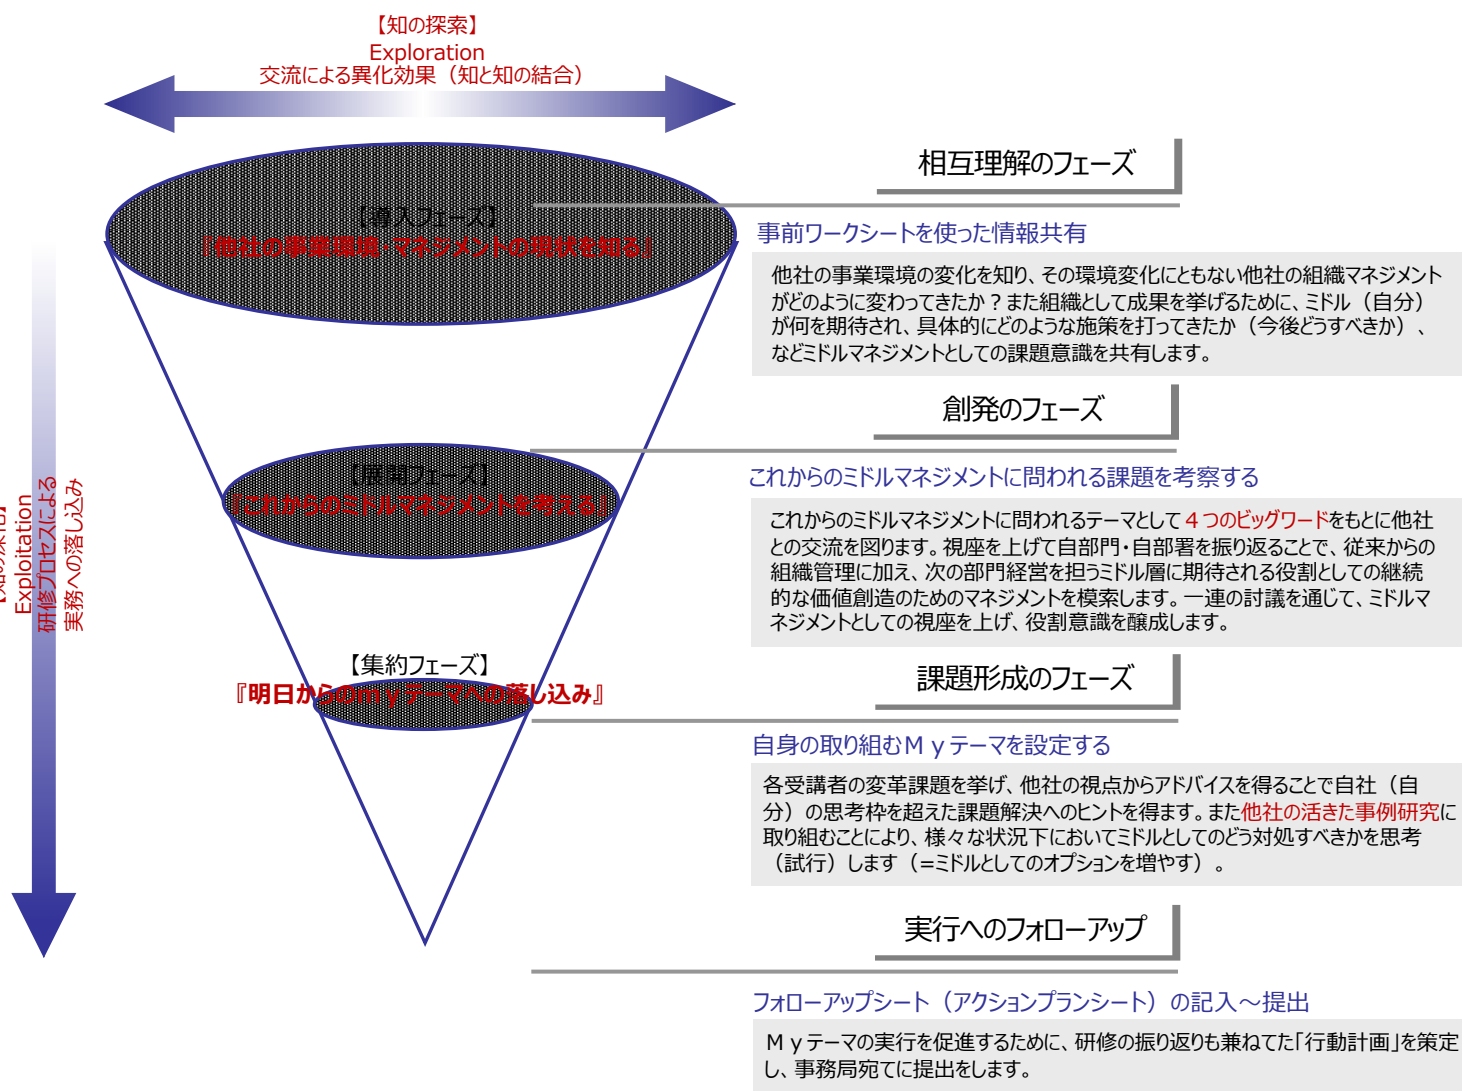 【知の探索】
Exploration
交流による異化効果（知と知の結合）
【導入フェーズ】
『他社の事業環境・マネジメントの現状を知る』
相互理解のフェーズ
事前ワークシートを使った情報共有
他社の事業環境の変化を知り、その環境変化にともない他社の組織マネジメント
がどのように変わってきたか？また組織として成果を挙げるために、ミドル（自分）
が何を期待され、具体的にどのような施策を打ってきたか（今後どうすべきか）、
などミドルマネジメントとしての課題意識を共有します。
創発のフェーズ
【展開フェーズ】
『これからのミドルマネジメントを考える』
これからのミドルマネジメントに問われる課題を考察する
これからのミドルマネジメントに問われるテーマとして４つのビッグワードをもとに他社
との交流を図ります。視座を上げて自部門・自部署を振り返ることで、従来からの
組織管理に加え、次の部門経営を担うミドル層に期待される役割としての継続
的な価値創造のためのマネジメントを模索します。一連の討議を通じて、ミドルマ
ネジメントとしての視座を上げ、役割意識を醸成します。
Exploitation
研修プロセスによる
実務への落し込み
【集約フェーズ】
『明日からのｍｙテーマへの落し込み』
課題形成のフェーズ
自身の取り組むＭｙテーマを設定する
各受講者の変革課題を挙げ、他社の視点からアドバイスを得ることで自社（自
分）の思考枠を超えた課題解決へのヒントを得ます。また他社の活きた事例研究に
取り組むことにより、様々な状況下においてミドルとしてのどう対処すべきかを思考
（試行）します（=ミドルとしてのオプションを増やす）。
実行へのフォローアップ
フォローアップシート（アクションプランシート）の記入～提出
Ｍｙテーマの実行を促進するために、研修の振り返りも兼ねてた「行動計画」を策定
し、事務局宛てに提出をします。